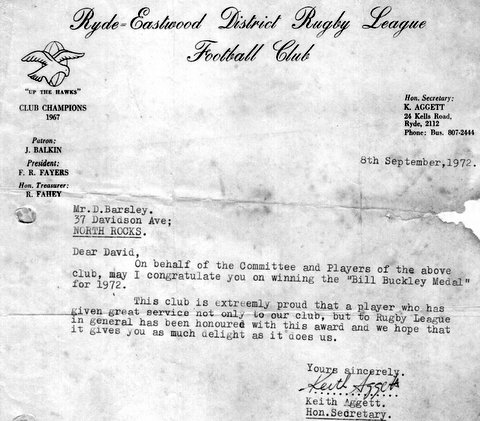 Ryde-Eastwood District Rugby League
Football Club
"UP THE HAWKS"
CLUB CHAMPIONS
1967
Patron:
J. BALKIN
President:
F. R. FAYERS
Hon. Treasurer:
R. FAHEY
Hon. Secretary:
K. AGGETT
24 Kells Road,
Ryde, 2112
Phone: Bus. 807-2444
8th September,1972.
Mr.D.Barsley.
37 Davidson Ave;
NORTH ROCKS.
Dear David,
On behalf of the Committee and Players of the above
club, may I congratulate you on winning the "Bill Buckley Medal"
for 1972.
This club is extreemly proud that a player who has
given great service not only to our club, but to Rugby League
in general has been honoured with this award and we hope that
it gives you as much delight as it does us.
Yours sincerely.
Keith Aggett
Keith Aggett.
Hon.Secretary.